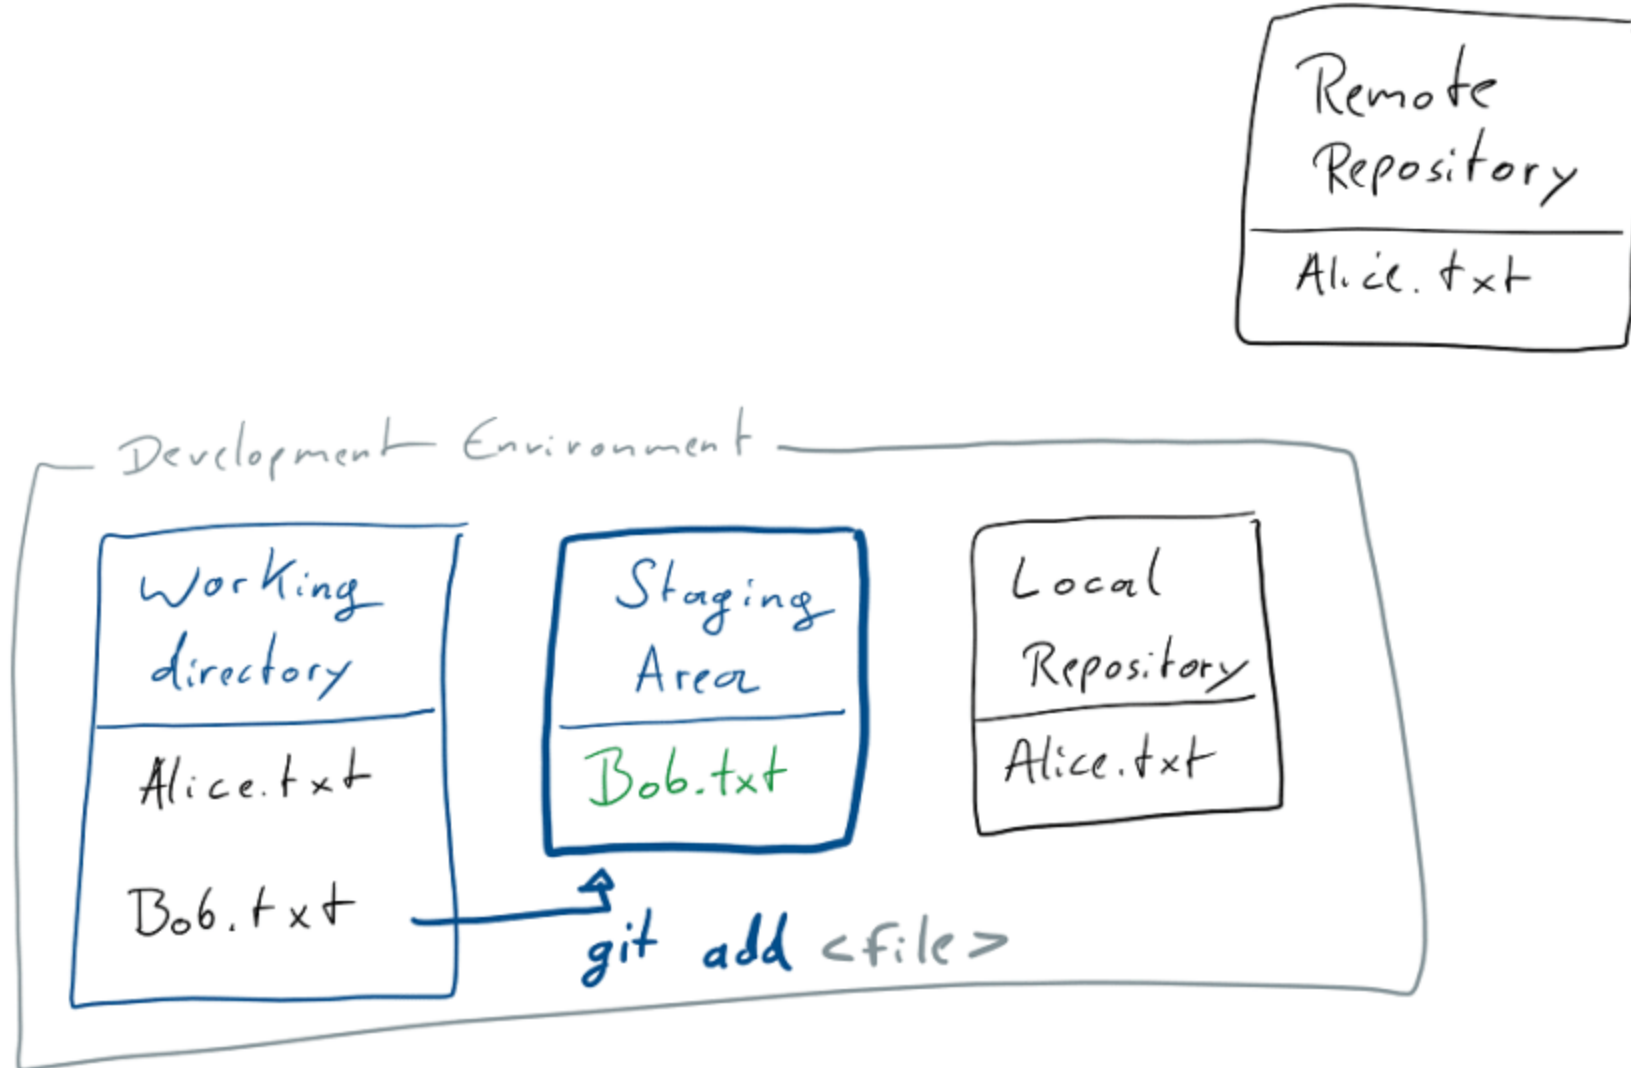 Remote
Repository
Alice.txt
Development Environment
Working
directory
Alice.txt
Bob.txt
Staging
Area
Bob.txt
git add <file>
Local
Repository
Alice.txt